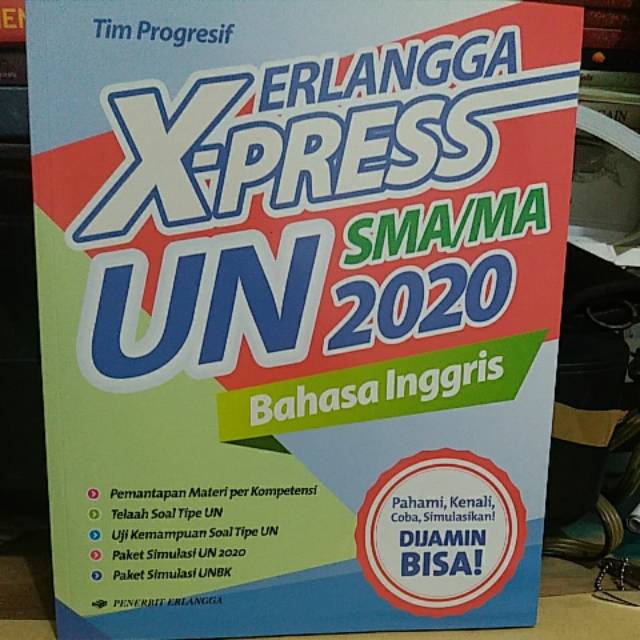 Tim Progresif
ERLANGGA
X-PRESS
UN SMA/MA
2020
Bahasa Inggris
Pemantapan Materi per Kompetensi
Telaah Soal Tipe UN
Uji Kemampuan Soal Tipe UN
Paket Simulasi UN 2020
Paket Simulasi UNBK
Pahami, Kenali,
Coba, Simulasikan!
DIJAMIN
BISA!
PENERBIT ERLANGGA